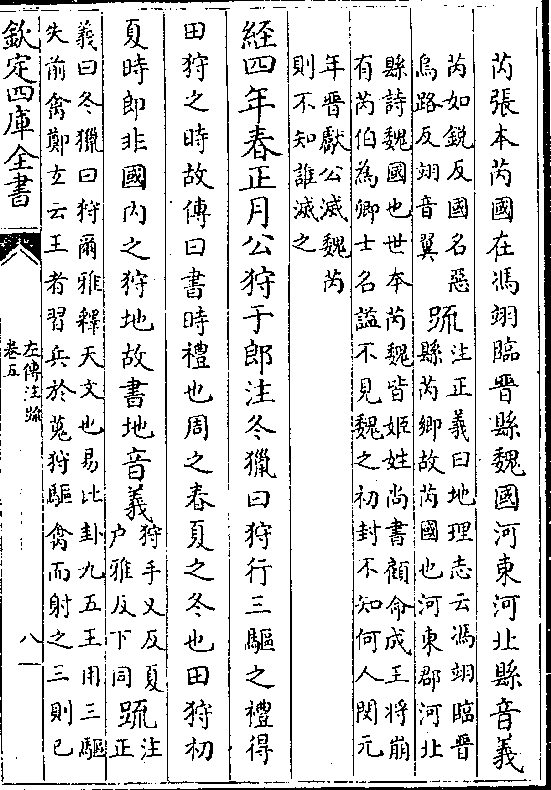 芮張本芮國在馮翊臨晉縣魏國河東河北縣音義
芮如銳反國名惡
烏路反翊音翼
疏
注正義曰地理志云馮翊臨晉
縣芮鄉故芮國也河東郡河北
縣詩魏國也世本芮魏皆姬姓尚書顧命成王將崩
有芮伯為卿士名謚不見魏之初封不知何人閔元
年晉獻公滅魏芮
則不知誰滅之
經四年春正月公狩于郎注冬獵曰狩行三驅之禮得
田狩之時故傳曰書時禮也周之春夏之冬也田狩杒
夏時郎非國內之狩地故書地音義
狩手又反夏
户雅反下同
疏
注
正
義曰冬獵曰狩爾雅釋天文也易比卦九五王用三驅
失前禽鄭玄云王者習兵於蒐狩驅禽而射之三則已
欽定四庫全書
左傳注疏
卷五
八